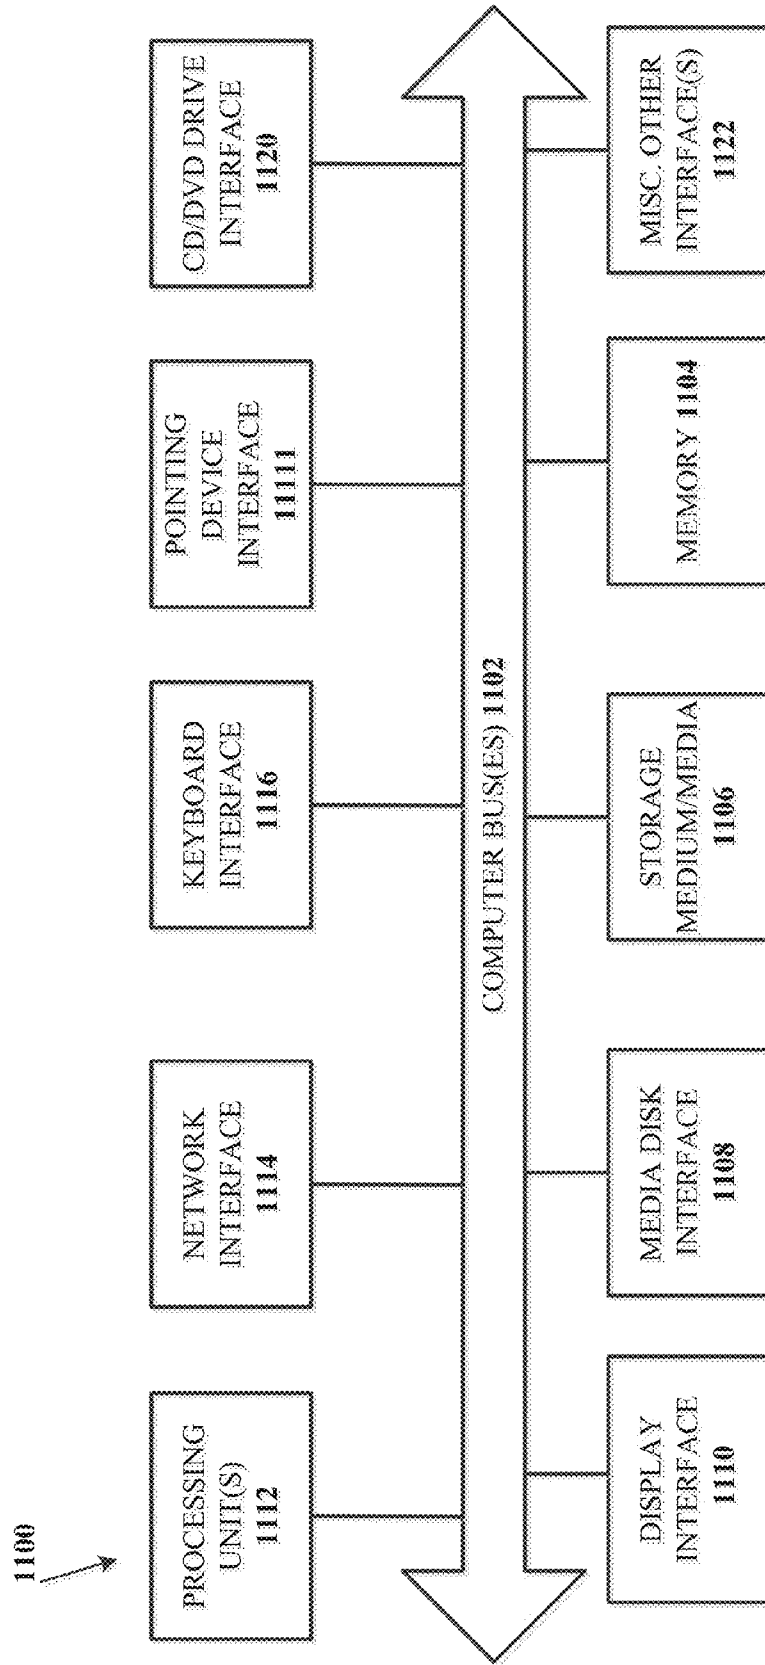 1100
PROCESSING
UNIT(S)
1112
NETWORK
INTERFACE
1114
KEYBOARD
INTERFACE
1116
POINTING
DEVICE
INTERFACE
11111
CD/DVD DRIVE
INTERFACE
1120
COMPUTER BUS(ES) 1102
DISPLAY
INTERFACE
1110
MEDIA DISK
INTERFACE
1108
STORAGE
MEDIUM/MEDIA
1106
MEMORY 1104
MISC. OTHER
INTERFACE(S)
1122